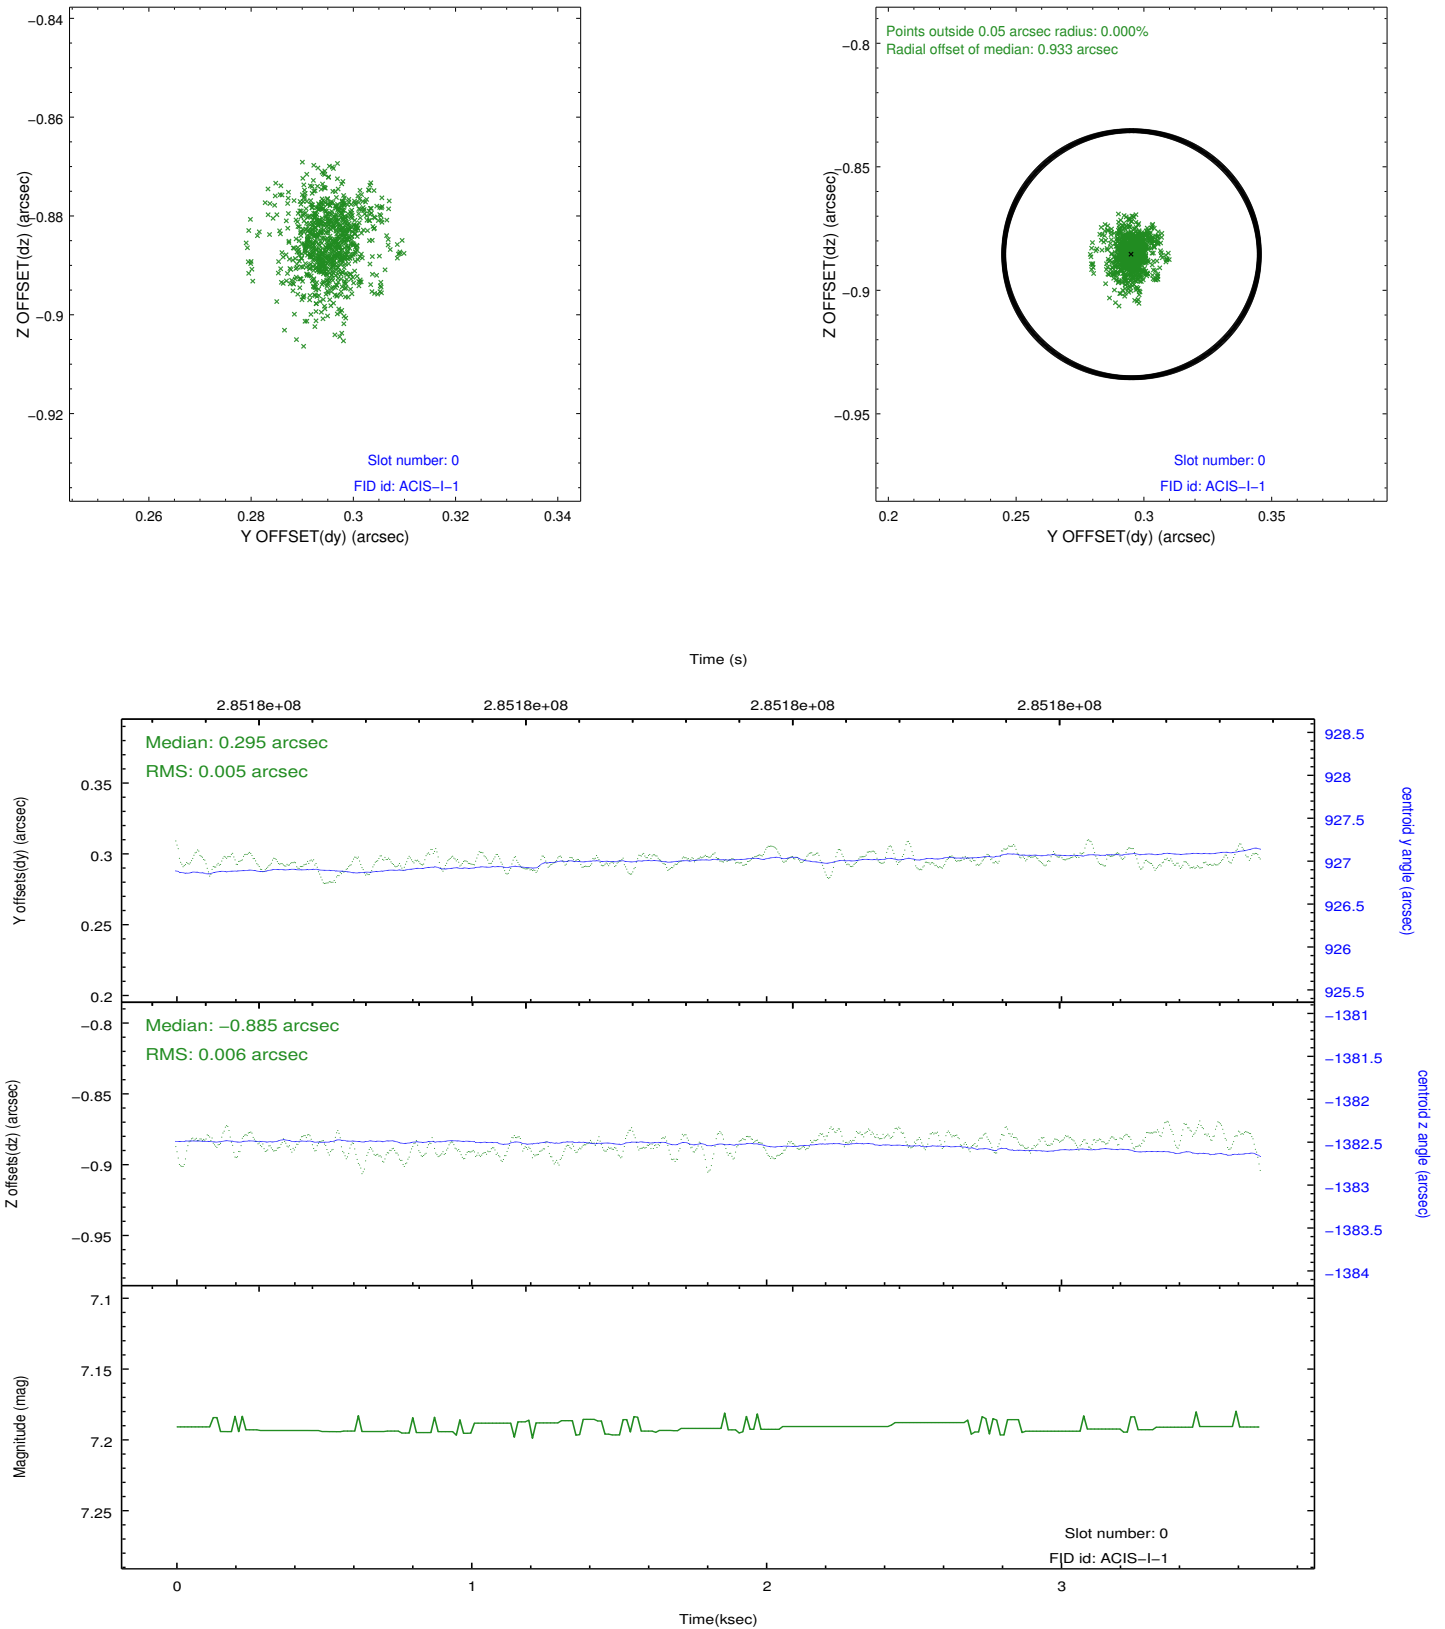 −0.84
−0.86
−0.88
−0.9
−0.92
Z OFFSET(dz) (arcsec)
Slot number: 0
FID id: ACIS−I−1
0.26
0.28
0.3
0.32
0.34
Y OFFSET(dy) (arcsec)
Points outside 0.05 arcsec radius: 0.000%
Radial offset of median: 0.933 arcsec
−0.8
−0.85
−0.9
−0.95
Z OFFSET(dz) (arcsec)
Slot number: 0
FID id: ACIS−I−1
0.2
0.25
0.3
0.35
Y OFFSET(dy) (arcsec)
Time (s)
2.8518e+08
2.8518e+08
2.8518e+08
2.8518e+08
Median: 0.295 arcsec
RMS: 0.005 arcsec
0.35
0.3
0.25
0.2
Y offsets(dy) (arcsec)
928.5
928
927.5
927
926.5
926
925.5
centroid y angle (arcsec)
Median: −0.885 arcsec
RMS: 0.006 arcsec
−0.8
−0.85
−0.9
−0.95
Z offsets(dz) (arcsec)
−1381
−1381.5
−1382
−1382.5
−1383
−1383.5
−1384
centroid z angle (arcsec)
7.1
7.15
7.2
7.25
Magnitude (mag)
Slot number: 0
FID id: ACIS−I−1
0
1
2
3
Time(ksec)